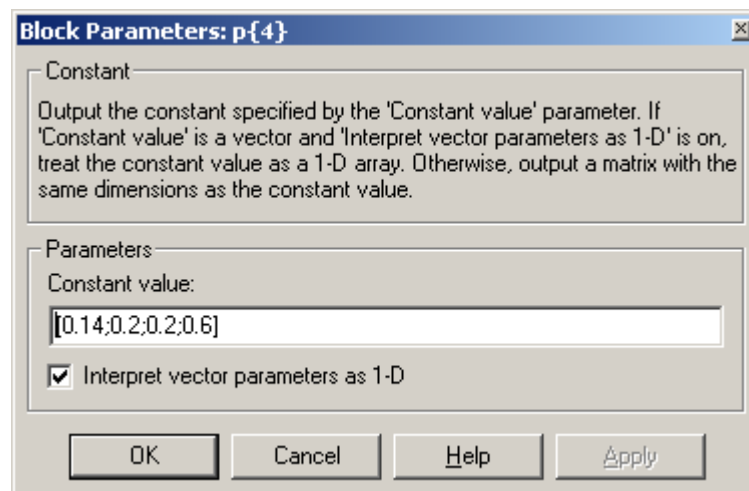 Block Parameters: p{4}
Constant
Output the constant specified by the 'Constant value' parameter. If
'Constant value' is a vector and 'Interpret vector parameters as 1-D' is on,
treat the constant value as a 1-D array. Otherwise, output a matrix with the
same dimensions as the constant value.
Parameters
Constant value:
[0.14;0.2;0.2;0.6]
Interpret vector parameters as 1-D
OK Cancel Help Apply